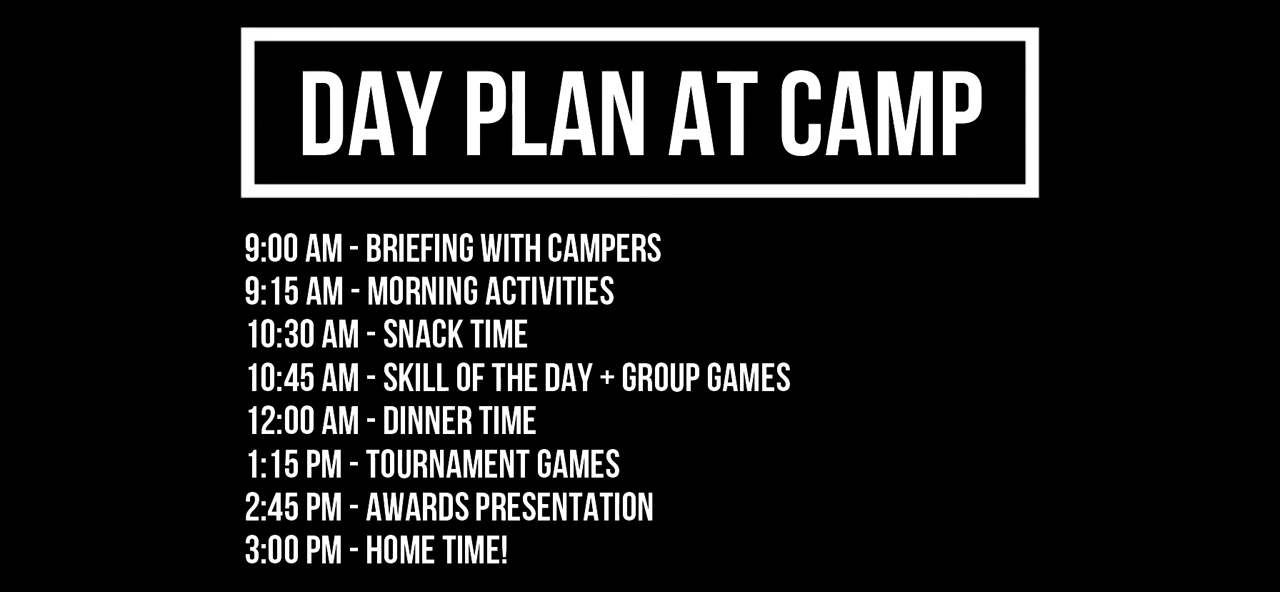 DAY PLAN AT CAMP
9:00 AM - BRIEFING WITH CAMPERS
9:15 AM - MORNING ACTIVITIES
10:30 AM - SNACK TIME
10:45 AM - SKILL OF THE DAY + GROUP GAMES
12:00 AM - DINNER TIME
1:15 PM - TOURNAMENT GAMES
2:45 PM - AWARDS PRESENTATION
3:00 PM - HOME TIME!